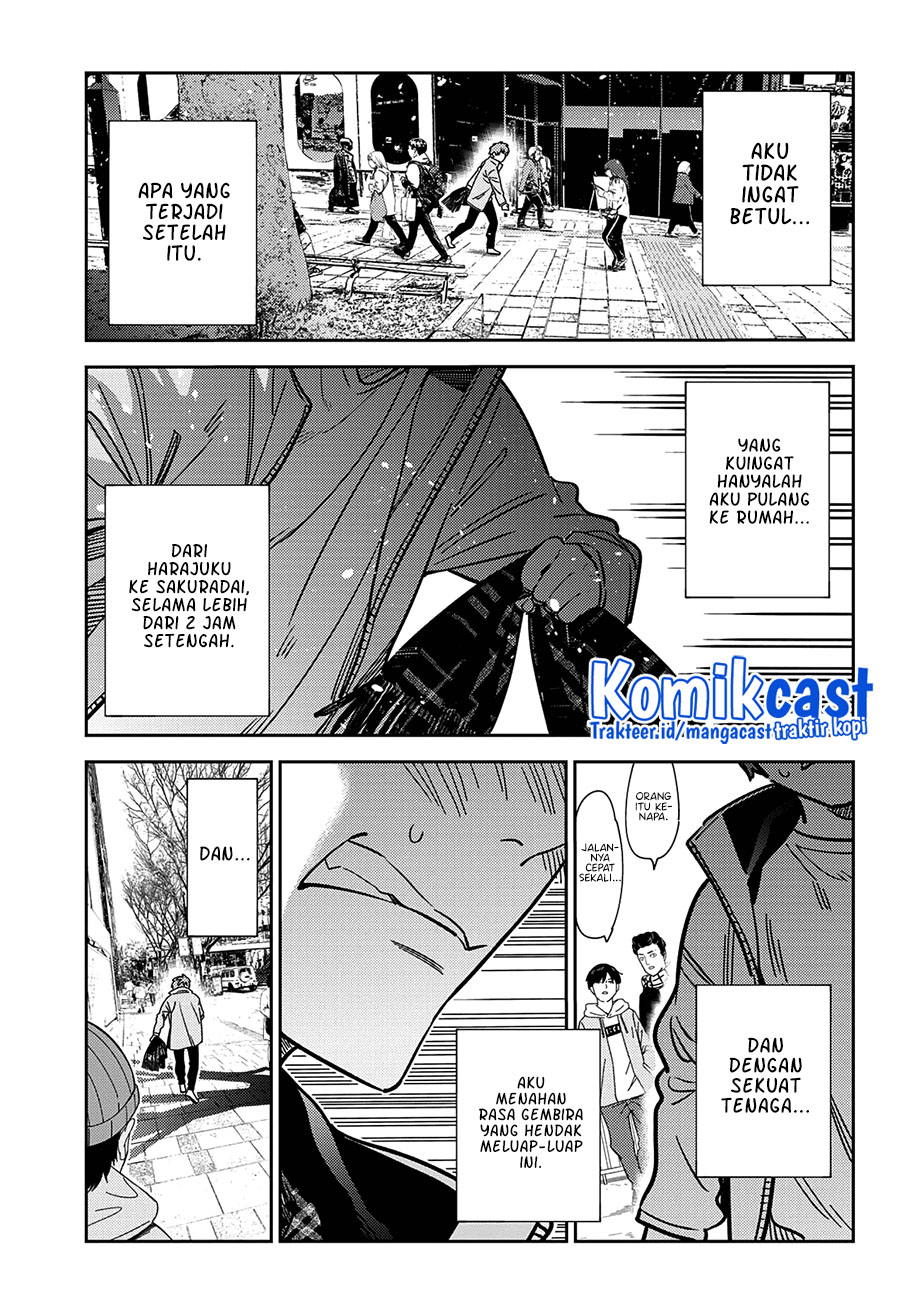 AKU
TIDAK
INGAT
BETUL...
APA YANG
TERJADI
SETELAH
ITU.
YANG
KUINGAT
HANYALAH
AKU PULANG
KE RUMAH...
DARI
HARAJUKU
KE SAKURADAI,
SELAMA LEBIH
DARI 2 JAM
SETENGAH.
Komikcast
Trakteer.id/mangacast traktir kopi
ORANG
ITU KE-
NAPA.
JALAN-
NYA
CEPAT
SEKALI...
DAN
DENGAN
SEKUAT
TENAGA...
AKU
MENAHAN
RASA GEMBIRA
YANG HENDAK
MELUAP-LUAP
INI.
DAN...